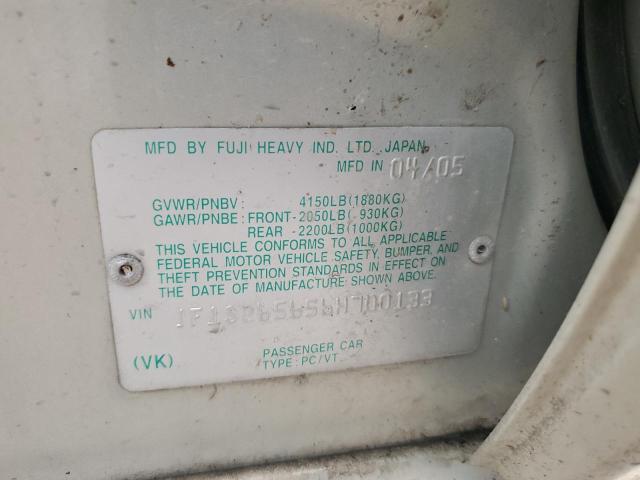 MFD BY FUJI HEAVY IND. LTD. JAPAN
MFD IN 04/05
GVWR/PNBV : 4150LB(1880KG)
GAWR/PNBE : FRONT-2050LB( 930KG)
REAR -2200LB(1000KG)
THIS VEHICLE CONFORMS TO ALL APPLICABLE
FEDERAL MOTOR VEHICLE SAFETY, BUMPER, AND
THEFT PREVENTION STANDARDS IN EFFECT ON
THE DATE OF MANUFACTURE SHOWN ABOVE.
VIN
(VK)
PASSENGER CAR
TYPE : PC/VT